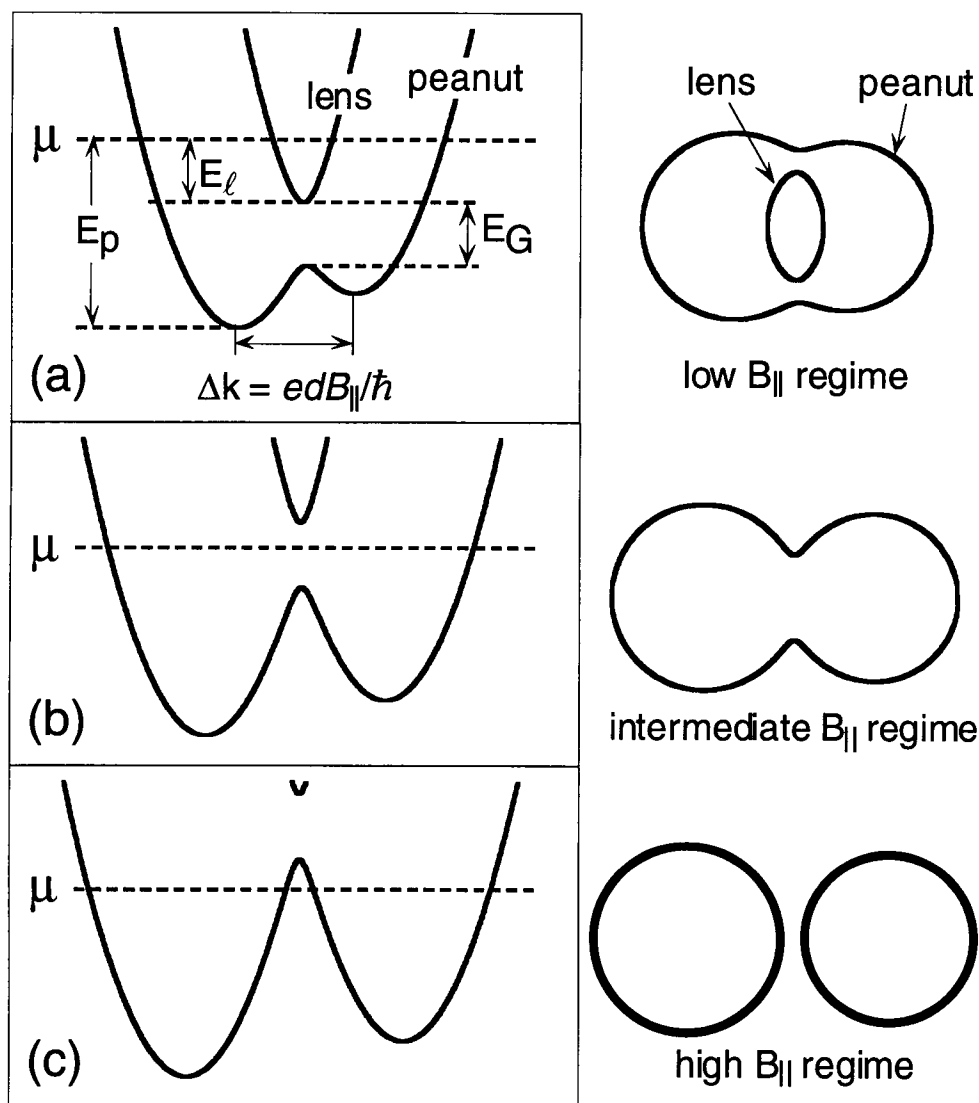 lens peanut
μ
E_ℓ
E_p
E_G
(a)
Δk = edB_||/ħ
lens peanut
low B_|| regime
μ
(b)
intermediate B_|| regime
μ
(c)
high B_|| regime